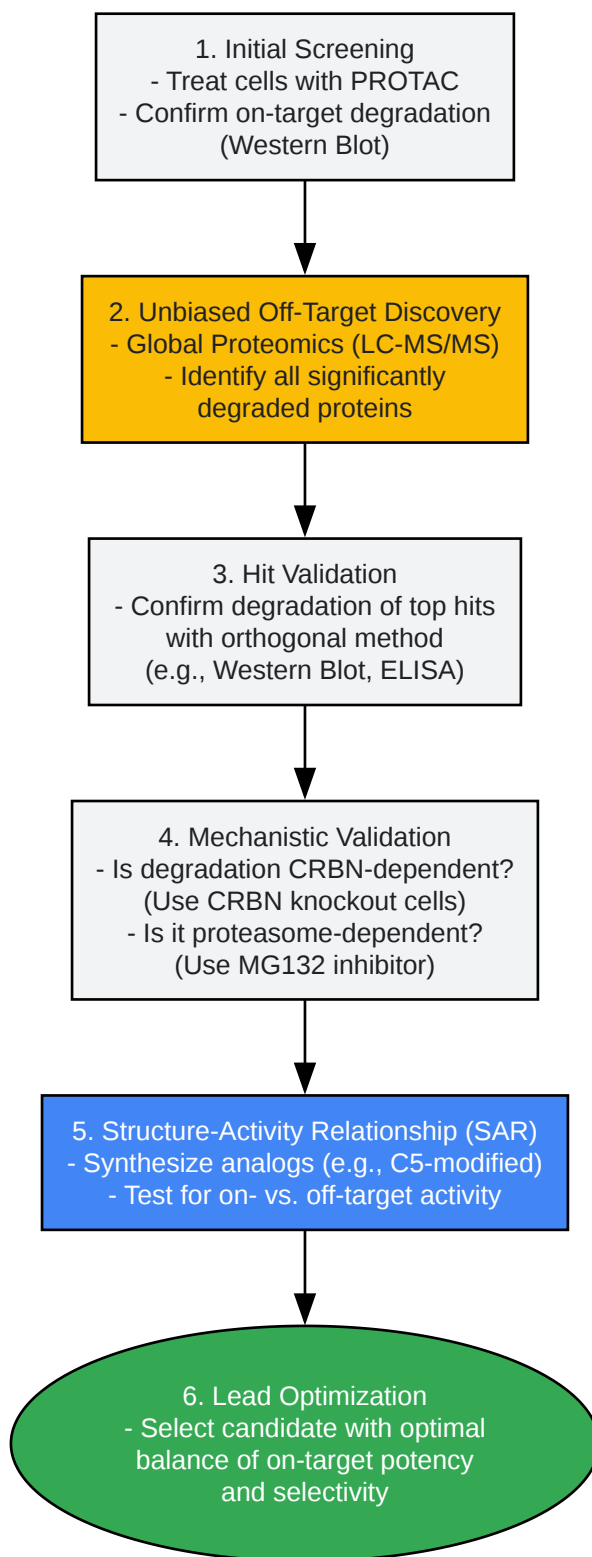 1. Initial Screening
- Treat cells with PROTAC
- Confirm on-target degradation
(Western Blot)
2. Unbiased Off-Target Discovery
- Global Proteomics (LC-MS/MS)
- Identify all significantly
degraded proteins
3. Hit Validation
- Confirm degradation of top hits
with orthogonal method
(e.g., Western Blot, ELISA)
4. Mechanistic Validation
- Is degradation CRBN-dependent?
(Use CRBN knockout cells)
- Is it proteasome-dependent?
(Use MG132 inhibitor)
5. Structure-Activity Relationship (SAR)
- Synthesize analogs (e.g., C5-modified)
- Test for on- vs. off-target activity
6. Lead Optimization
- Select candidate with optimal
balance of on-target potency
and selectivity